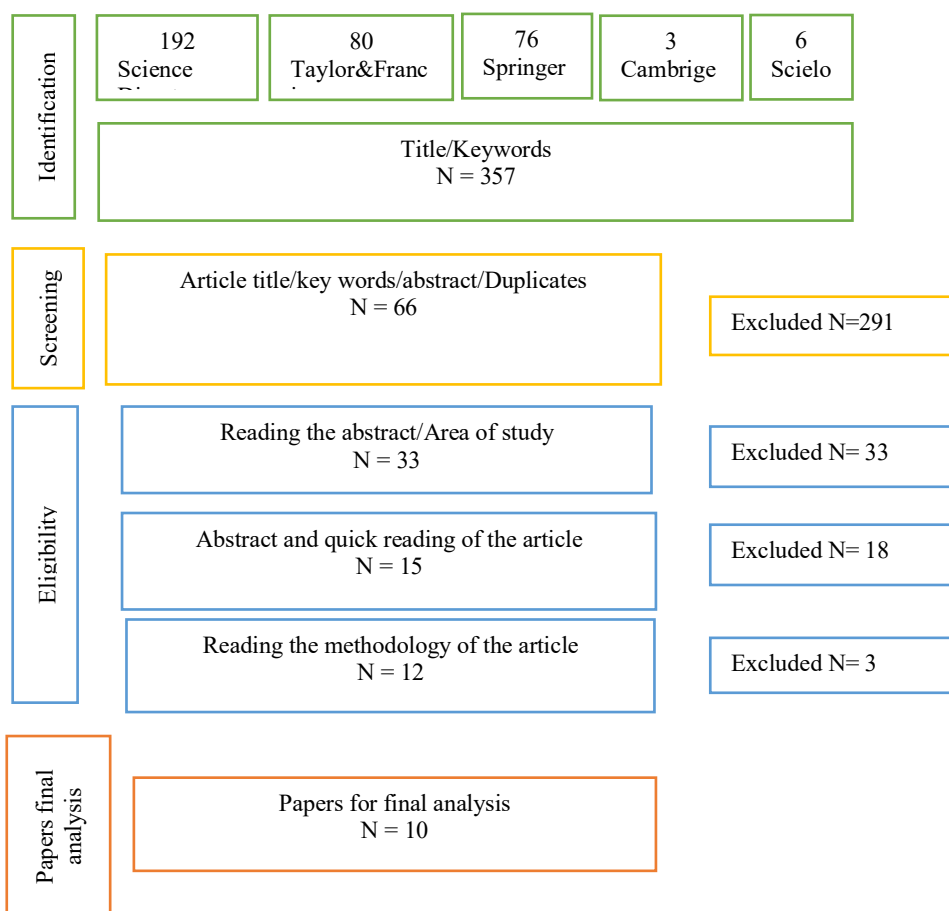 Identification
192
Science
80
Taylor&Franc
76
Springer
3
Cambrige
6
Scielo
Title/Keywords
N = 357
Screening
Article title/key words/abstract/Duplicates
N = 66
Excluded N=291
Eligibility
Reading the abstract/Area of study
N = 33
Excluded N= 33
Abstract and quick reading of the article
N = 15
Excluded N= 18
Reading the methodology of the article
N = 12
Excluded N= 3
Papers final
analysis
Papers for final analysis
N = 10